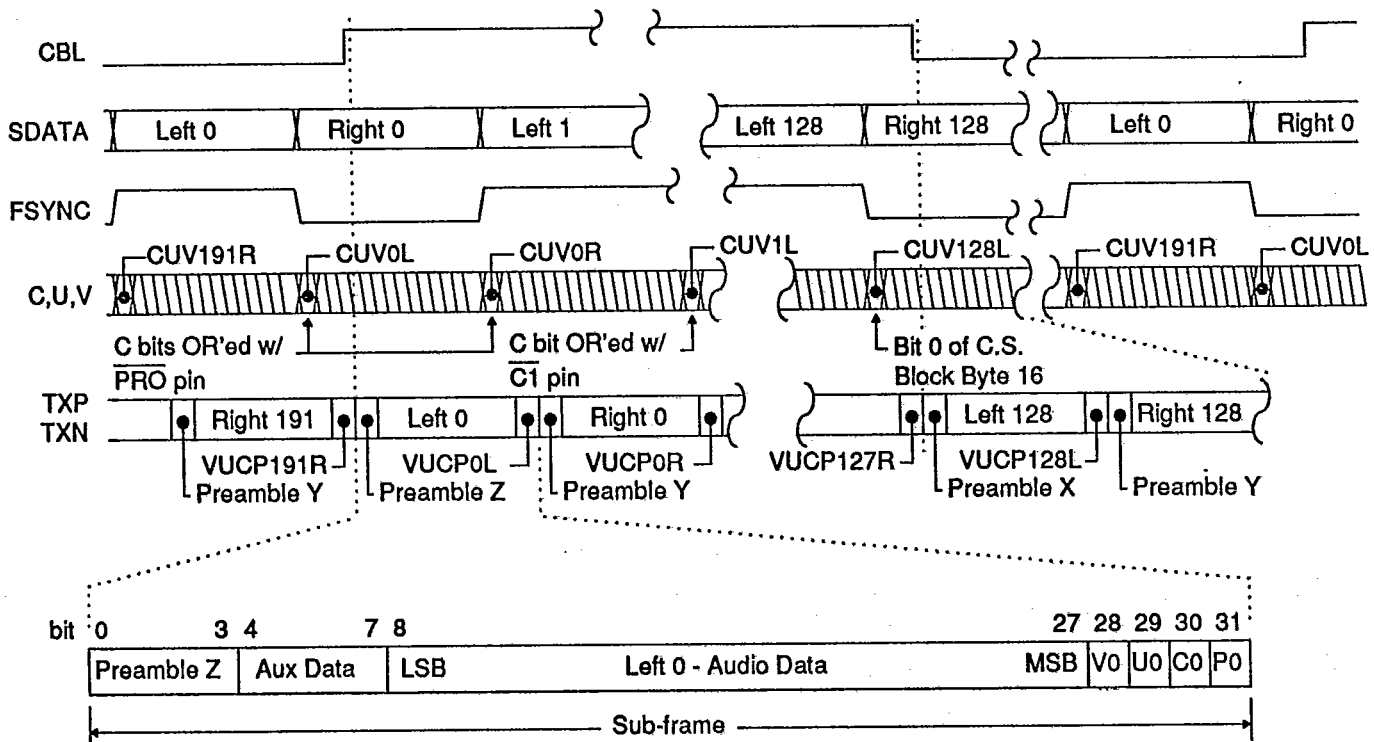 CBL
SDATA Left 0 Right 0 Left 1 Left 128 Right 128 Left 0 Right 0
FSYNC
CUV191R CUV0L CUV0R CUV1L CUV128L CUV191R CUV0L
C,U,V
C bits OR'ed w/ C bit OR'ed w/ Bit 0 of C.S.
PRO pin C1 pin Block Byte 16
TXP
TXN
Right 191 Left 0 Right 0 Left 128 Right 128
VUCP191R VUCP0L VUCP0R VUCP127R VUCP128L
Preamble Y Preamble Z Preamble Y Preamble X Preamble Y
bit 0 3 4 7 8 27 28 29 30 31
Preamble Z Aux Data LSB Left 0 - Audio Data MSB V0 U0 C0 P0
Sub-frame